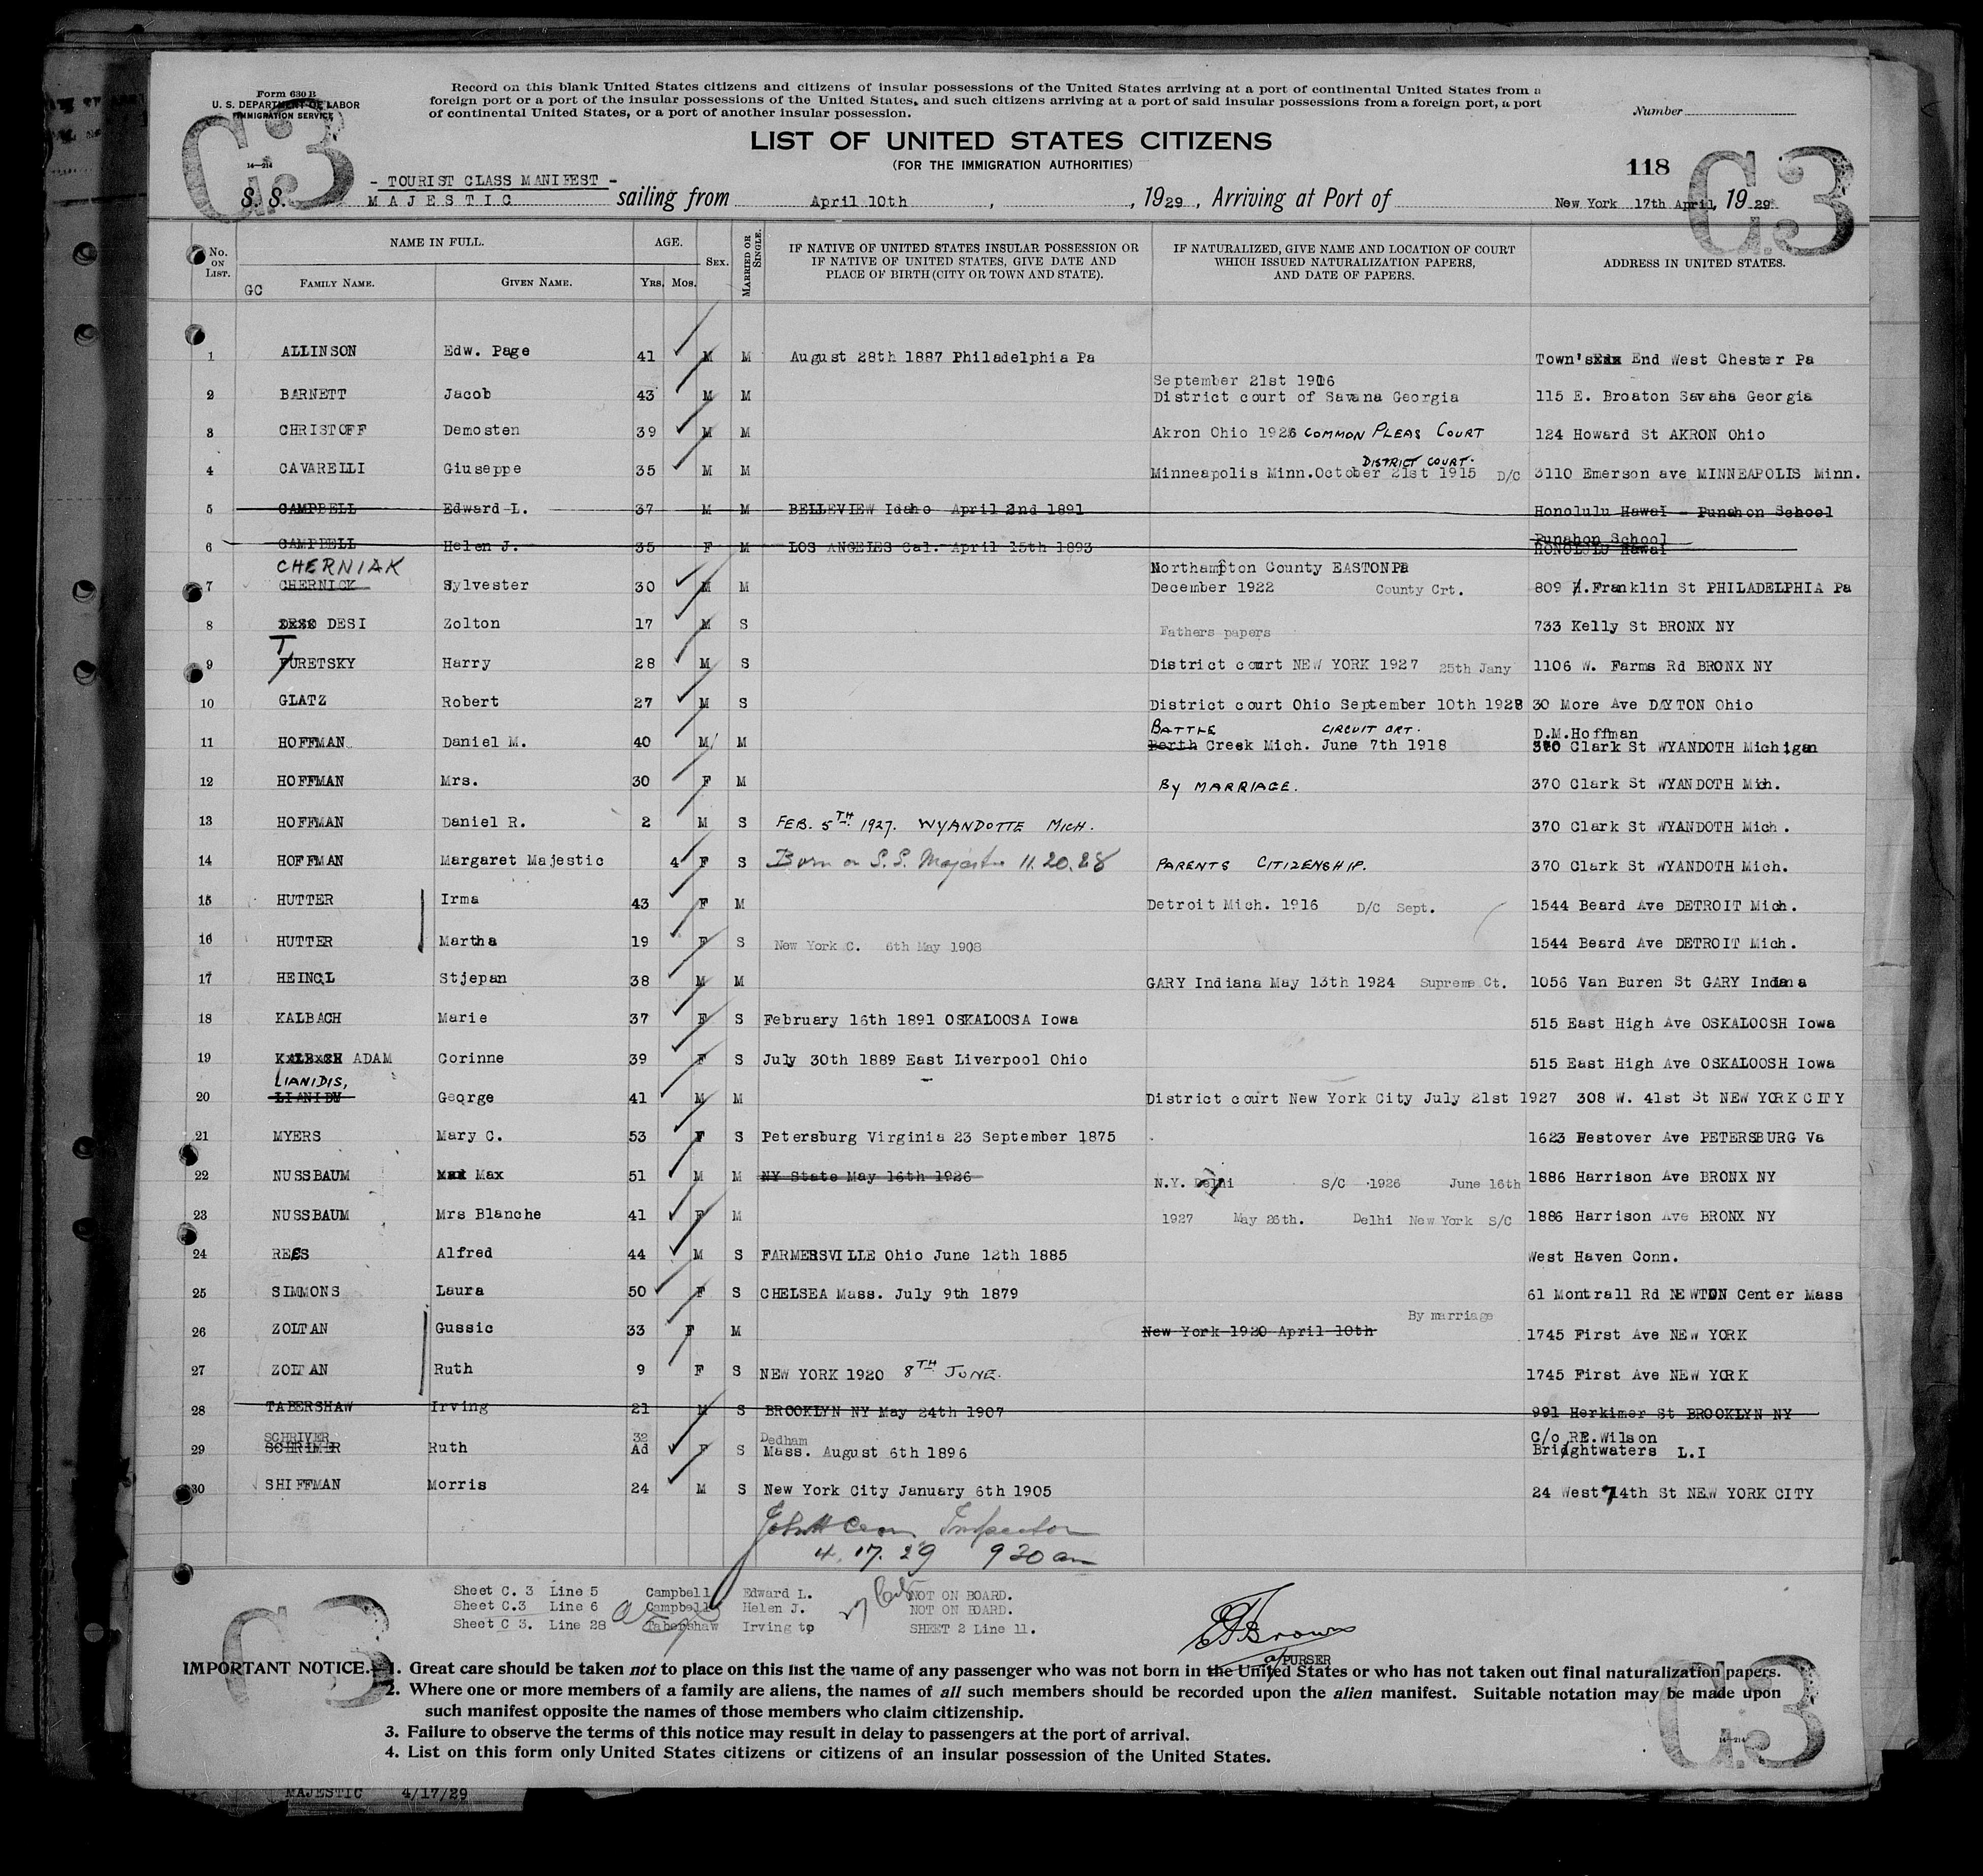 Form 630 B
U. S. DEPARTMENT OF LABOR
IMMIGRATION SERVICE
14—214
Record on this blank United States citizens and citizens of insular possessions of the United States arriving at a port of continental United States from a
foreign port or a port of the insular possessions of the United States, and such citizens arriving at a port of said insular possessions from a foreign port, a port
of continental United States, or a port of another insular possession.
Number
LIST OF UNITED STATES CITIZENS
(FOR THE IMMIGRATION AUTHORITIES)
118
C.3
C.3
- TOURIST CLASS MANIFEST -
S. S. MAJESTIC sailing from April 10th , , 1929 , Arriving at Port of New York 17th April, 1929
No. ON LIST. NAME IN FULL. AGE. SEX. MARRIED OR SINGLE. IF NATIVE OF UNITED STATES INSULAR POSSESSION OR IF NATIVE OF UNITED STATES, GIVE DATE AND PLACE OF BIRTH (CITY OR TOWN AND STATE). IF NATURALIZED, GIVE NAME AND LOCATION OF COURT WHICH ISSUED NATURALIZATION PAPERS, AND DATE OF PAPERS. ADDRESS IN UNITED STATES.
GC FAMILY NAME. GIVEN NAME. YRS. MOS.
1 ALLINSON Edw. Page 41 M M August 28th 1887 Philadelphia Pa Town's End West Chester Pa
September 21st 1906
2 BARNETT Jacob 43 M M District court of Savana Georgia 115 E. Broaton Savaha Georgia
3 CHRISTOFF Demosten 39 M M Akron Ohio 1926 COMMON PLEAS COURT 124 Howard St AKRON Ohio
DISTRICT COURT.
4 CAVARELLI Giuseppe 35 M M Minneapolis Minn. October 21st 1915 D/C 3110 Emerson ave MINNEAPOLIS Minn.
5 CAMPBELL Edward L. 37 M M BELLEVIEW Idaho April 2nd 1891 Honolulu Hawai - Punahon School
6 CAMPBELL Helen J. 35 F M LOS ANGELES Cal. April 15th 1893 Punahon School
HONOLULU Hawai
CHERNIAK Northampton County EASTON Pa
7 CHERNICK Sylvester 30 M M December 1922 County Crt. 809 N. Franklin St PHILADELPHIA Pa
8 DESI Zolton 17 M S Fathers papers 733 Kelly St BRONX NY
T
9 FURETSKY Harry 28 M S District court NEW YORK 1927 25th Jany 1106 W. Farms Rd BRONX NY
10 GLATZ Robert 27 M S District court Ohio September 10th 1928 30 More Ave DAYTON Ohio
BATTLE CIRCUIT CRT. D.M.Hoffman
11 HOFFMAN Daniel M. 40 M M Berth Creek Mich. June 7th 1918 370 Clark St WYANDOTH Michigan
12 HOFFMAN Mrs. 30 F M By MARRIAGE. 370 Clark St WYANDOTH Mich.
13 HOFFMAN Daniel R. 2 M S FEB. 5TH 1927. WYANDOTTE MICH. 370 Clark St WYANDOTH Mich.
14 HOFFMAN Margaret Majestic 4 F S Born on S.S. Majestic 11.20.28 PARENTS CITIZENSHIP. 370 Clark St WYANDOTH Mich.
15 HUTTER Irma 43 F M Detroit Mich. 1916 D/C Sept. 1544 Beard Ave DETROIT Mich.
16 HUTTER Martha 19 F S New York C. 6th May 1908 1544 Beard Ave DETROIT Mich.
17 HEINCL Stjepan 38 M M GARY Indiana May 13th 1924 Supreme Ct. 1056 Van Buren St GARY Indiana
18 KALBACH Marie 37 F S February 16th 1891 OSKALOOSA Iowa 515 East High Ave OSKALOOSH Iowa
19 KALBACH ADAM Corinne 39 F S July 30th 1889 East Liverpool Ohio 515 East High Ave OSKALOOSH Iowa
LIANIDIS,
20 LIANIDY George 41 M M District court New York City July 21st 1927 308 W. 41st St NEW YORK CITY
21 MYERS Mary C. 53 F S Petersburg Virginia 23 September 1875 1623 Westover Ave PETERSBURG Va
22 NUSSBAUM Max 51 M M NY State May 16th 1926 N.Y. Delhi S/C 1926 June 16th 1886 Harrison Ave BRONX NY
23 NUSSBAUM Mrs Blanche 41 F M 1927 May 26th. Delhi New York S/C 1886 Harrison Ave BRONX NY
24 REES Alfred 44 M S FARMERSVILLE Ohio June 12th 1885 West Haven Conn.
25 SIMMONS Laura 50 F S CHELSEA Mass. July 9th 1879 61 Montrall Rd NEWTON Center Mass
By marriage
26 ZOLTAN Gussie 33 F M New York 1920 April 10th 1745 First Ave NEW YORK
27 ZOLTAN Ruth 9 F S NEW YORK 1920 8TH JUNE. 1745 First Ave NEW YORK
28 TABERSHAW Irving 21 M S BROOKLYN NY May 24th 1907 991 Herkimer St BROOKLYN NY
SCHRIVER 32 Dedham C/o RE.Wilson
29 SCHRIMER Ruth Ad F S Mass. August 6th 1896 Brightwaters L.I
30 SHIFFMAN Morris 24 M S New York City January 6th 1905 24 West 74th St NEW YORK CITY
Inspector
4.17.29 9 30 am
Sheet C. 3 Line 5 Campbell Edward L. NOT ON BOARD.
Sheet C.3 Line 6 Campbell Helen J. NOT ON BOARD.
Sheet C 3. Line 28 Tabershaw Irving to SHEET 2 Line 11.
Brown
PURSER
C.3
C.3
IMPORTANT NOTICE.—1. Great care should be taken not to place on this list the name of any passenger who was not born in the United States or who has not taken out final naturalization papers.
2. Where one or more members of a family are aliens, the names of all such members should be recorded upon the alien manifest. Suitable notation may be made upon
such manifest opposite the names of those members who claim citizenship.
3. Failure to observe the terms of this notice may result in delay to passengers at the port of arrival.
4. List on this form only United States citizens or citizens of an insular possession of the United States.
14—214
MAJESTIC 4/17/29